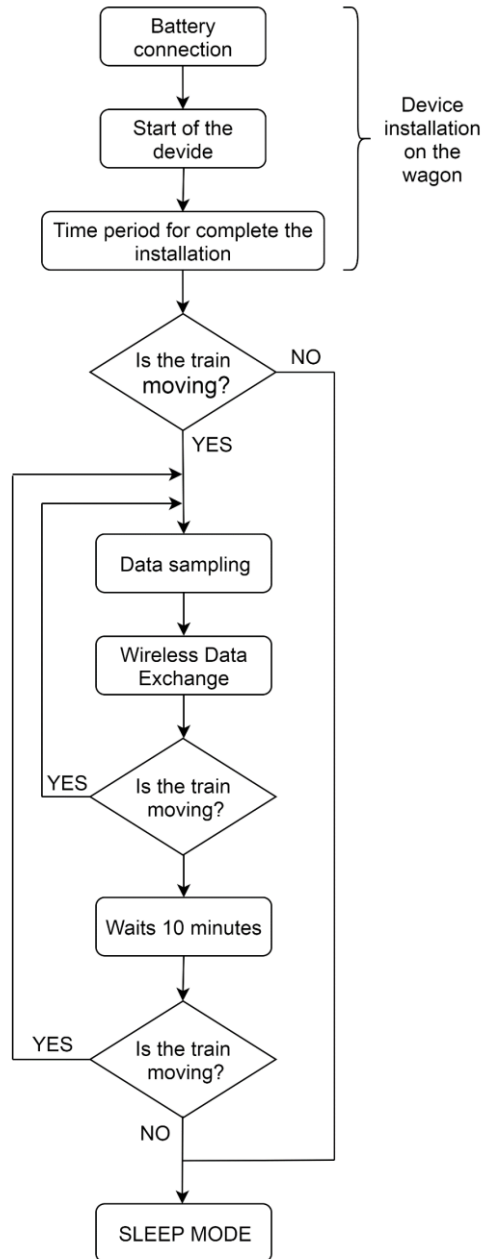 Battery
connection
Start of the
devide
Time period for complete the
installation
Device
installation
on the
wagon
Is the train
moving?
NO
YES
Data sampling
Wireless Data
Exchange
YES
Is the train
moving?
Waits 10 minutes
YES
Is the train
moving?
NO
SLEEP MODE